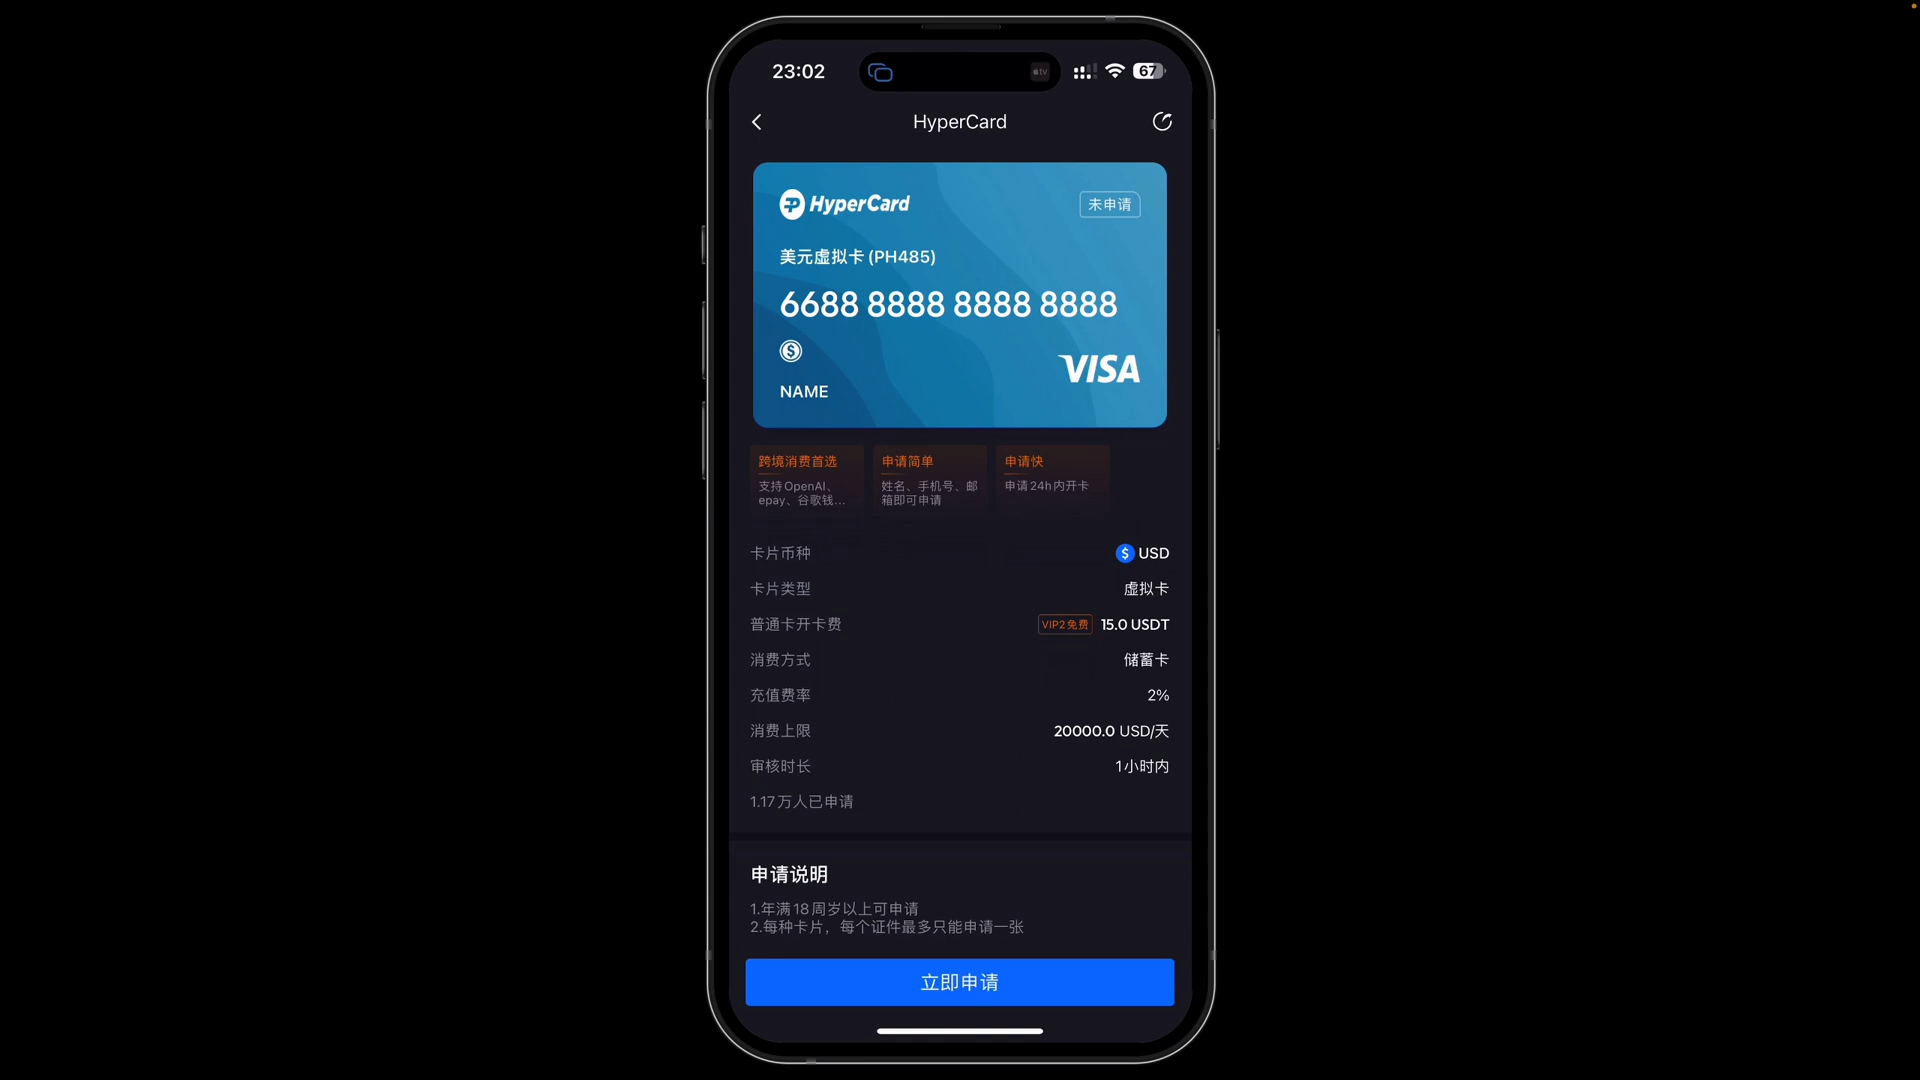 23:02
tv
67
HyperCard
HyperCard
未申请
美元虚拟卡 (PH485)
6688 8888 8888 8888
NAME
VISA
跨境消费首选
支持OpenAI、
epay、谷歌钱...
申请简单
姓名、手机号、邮
箱即可申请
申请快
申请24h内开卡
卡片币种
$ USD
卡片类型
虚拟卡
普通卡开卡费
VIP2免费 15.0 USDT
消费方式
储蓄卡
充值费率
2%
消费上限
20000.0 USD/天
审核时长
1小时内
1.17万人已申请
申请说明
1.年满18周岁以上可申请
2.每种卡片，每个证件最多只能申请一张
立即申请